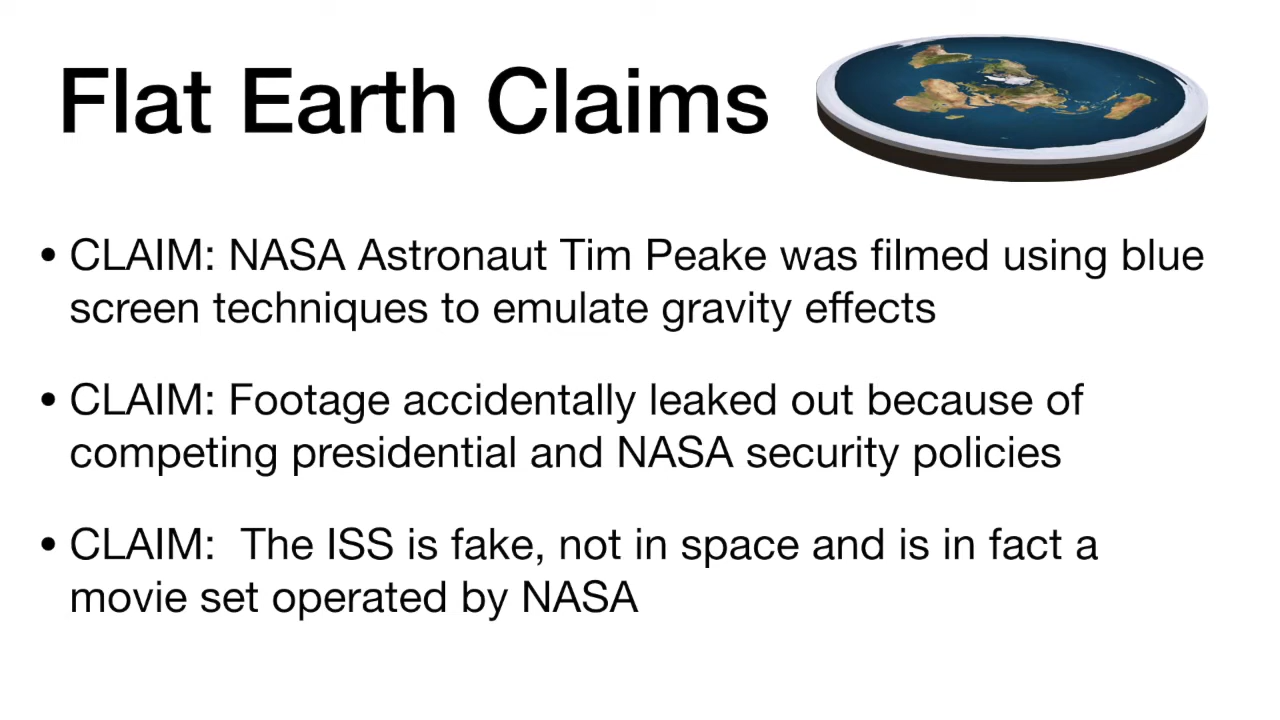 Flat Earth Claims
• CLAIM: NASA Astronaut Tim Peake was filmed using blue
screen techniques to emulate gravity effects
• CLAIM: Footage accidentally leaked out because of
competing presidential and NASA security policies
• CLAIM:  The ISS is fake, not in space and is in fact a
movie set operated by NASA